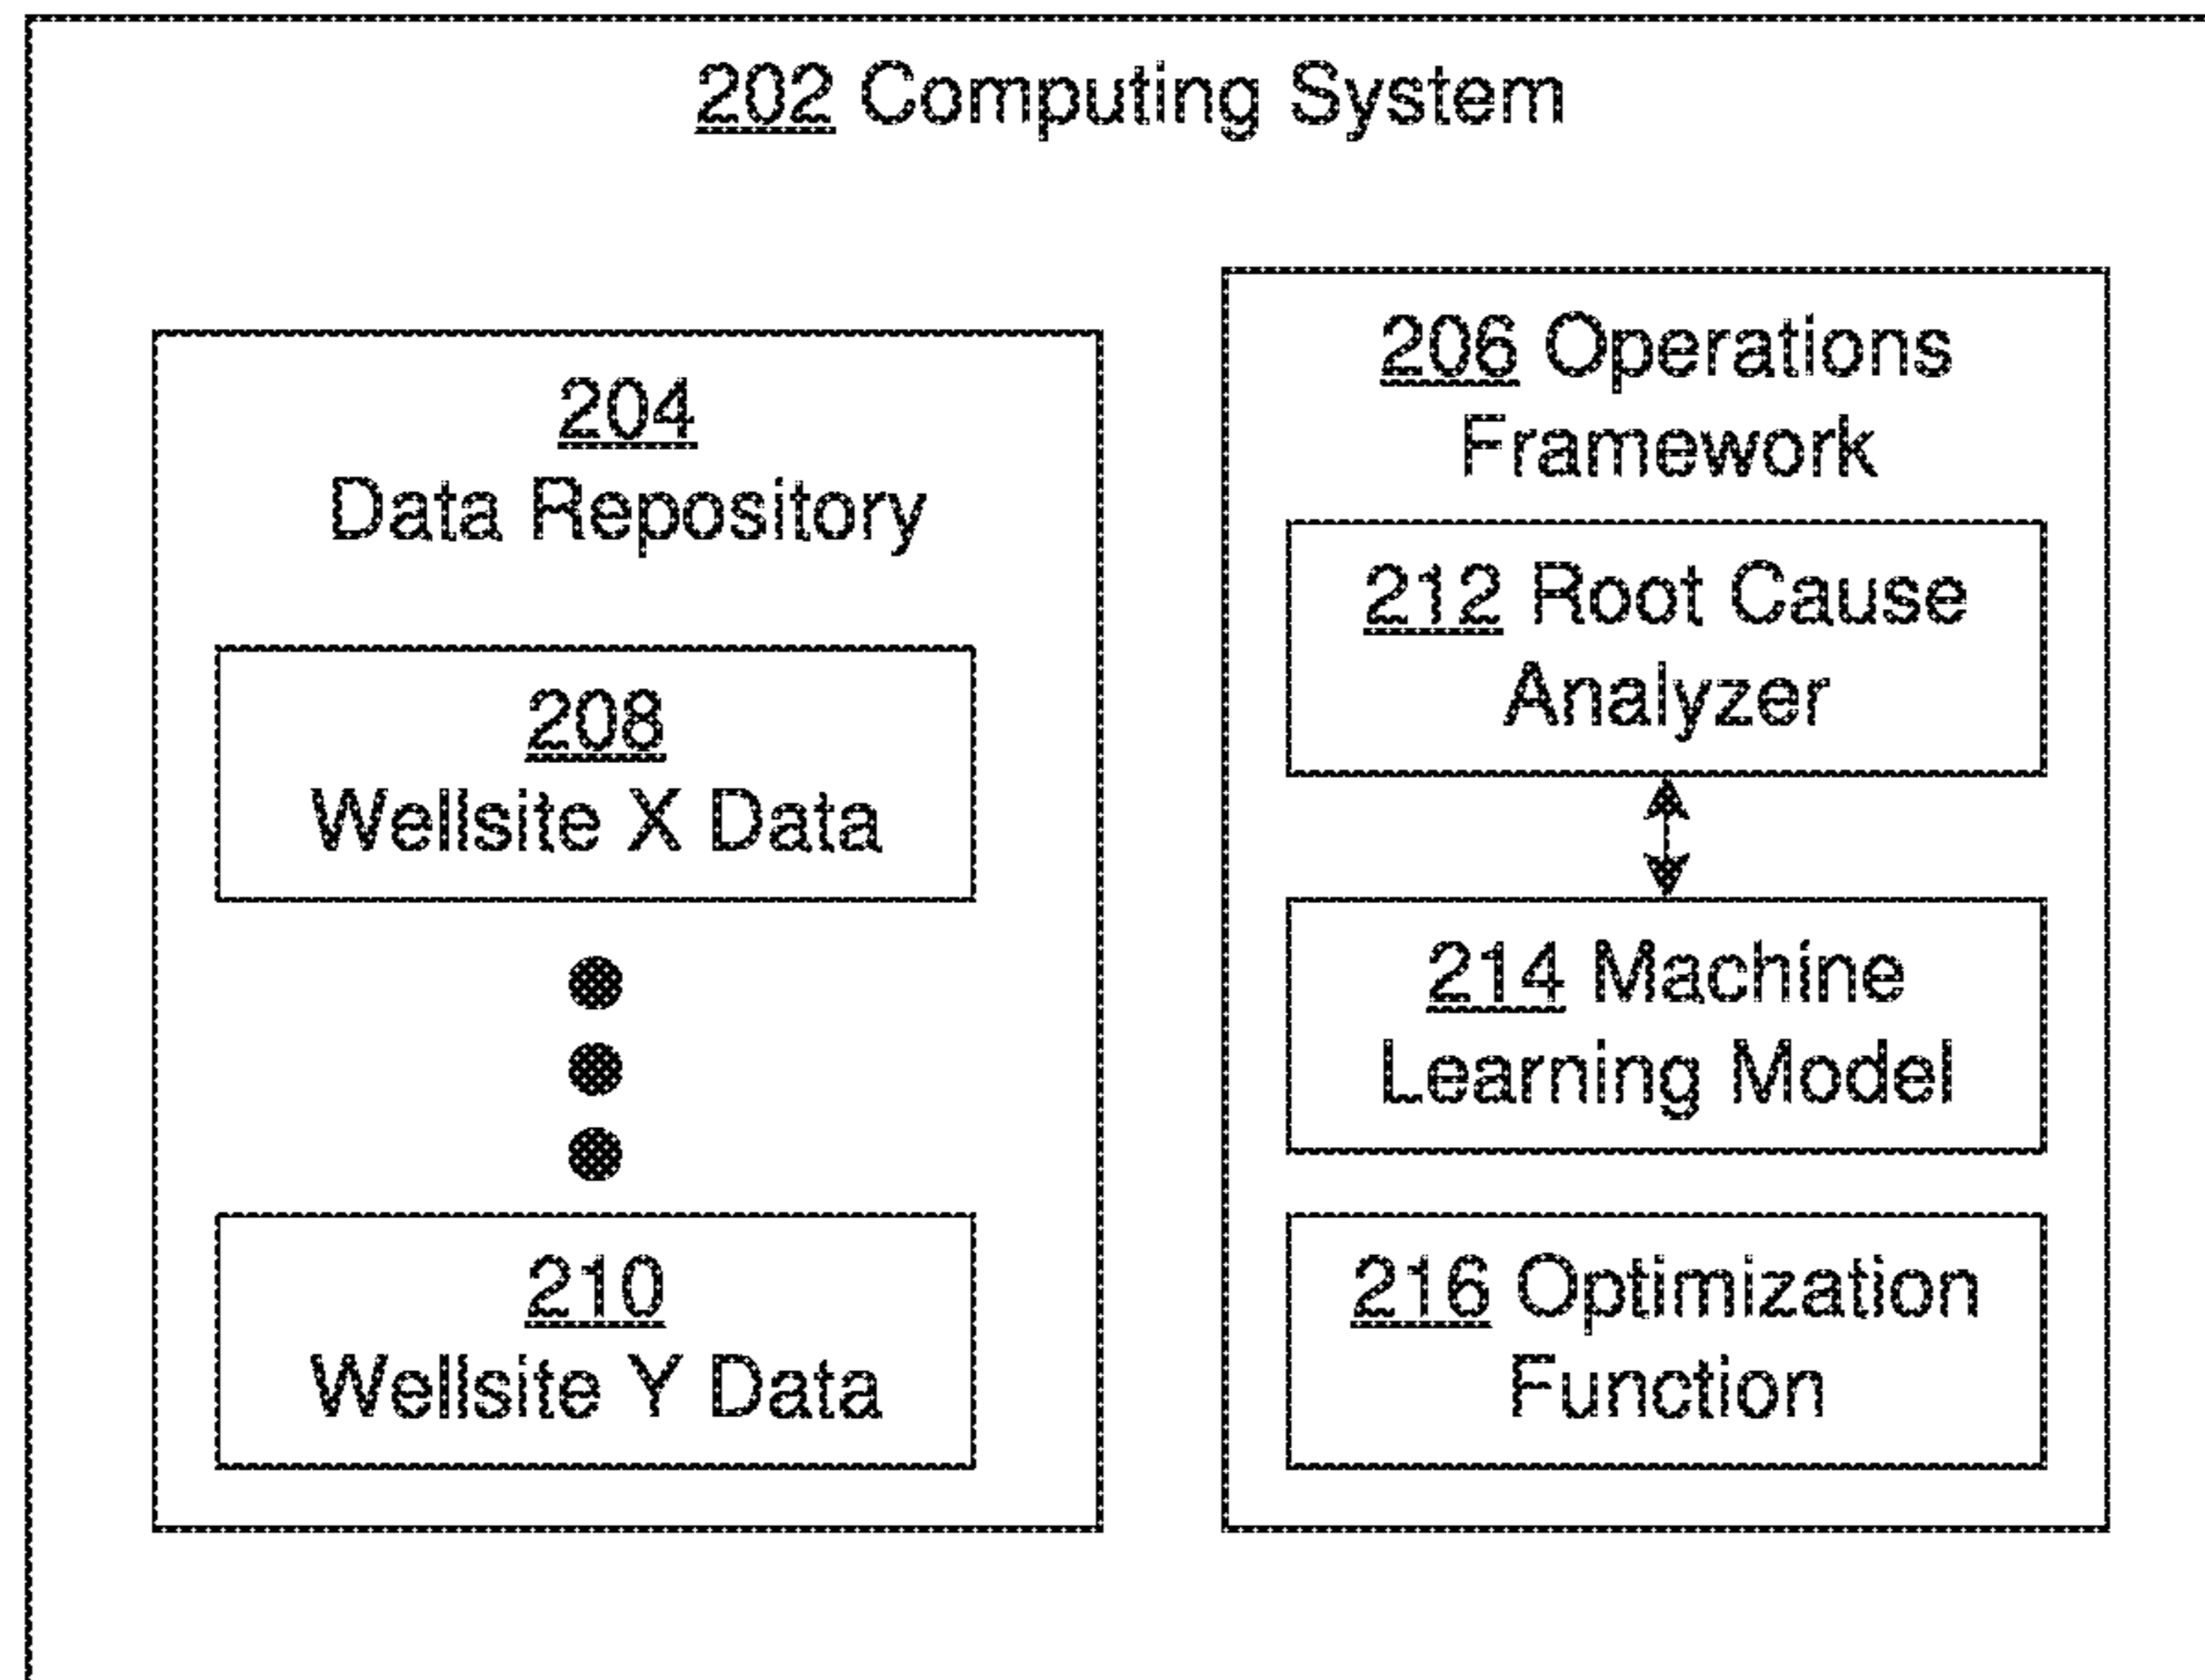 202 Computing System
204
Data Repository
208
Wellsite X Data
210
Wellsite Y Data
206 Operations
Framework
212 Root Cause
Analyzer
214 Machine
Learning Model
216 Optimization
Function